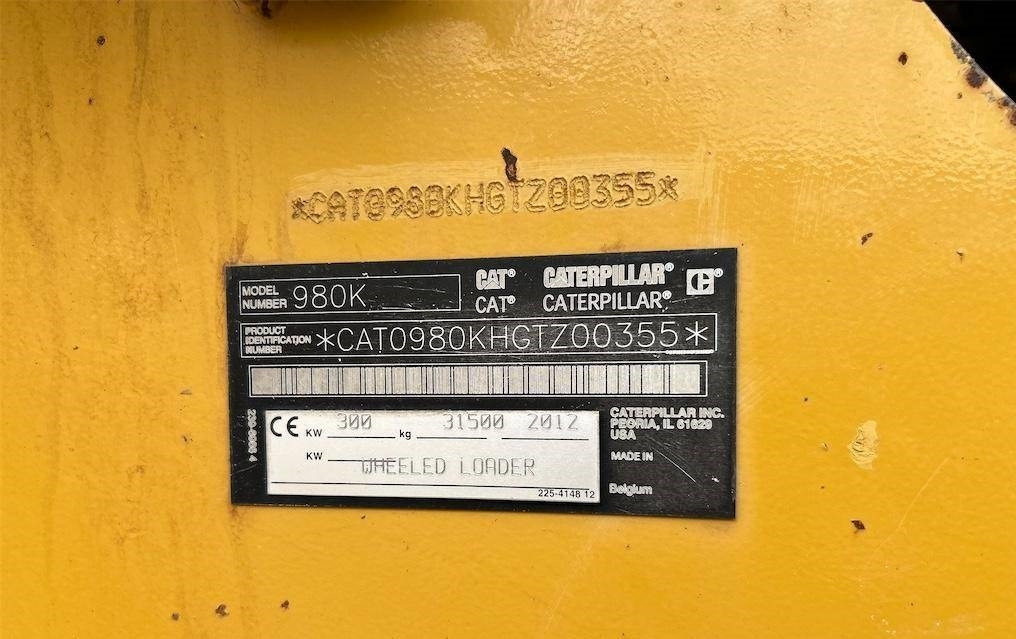 *CAT0980KHGTZ00355*
MODEL NUMBER 980K
CAT® CATERPILLAR®
CAT® CATERPILLAR®
PRODUCT IDENTIFICATION NUMBER *CAT0980KHGTZ00355*
CE KW 300 kg 31500 2012
KW WHEELED LOADER
225-4148 12
CATERPILLAR INC.
PEORIA, IL 61629
USA
MADE IN
Belgium